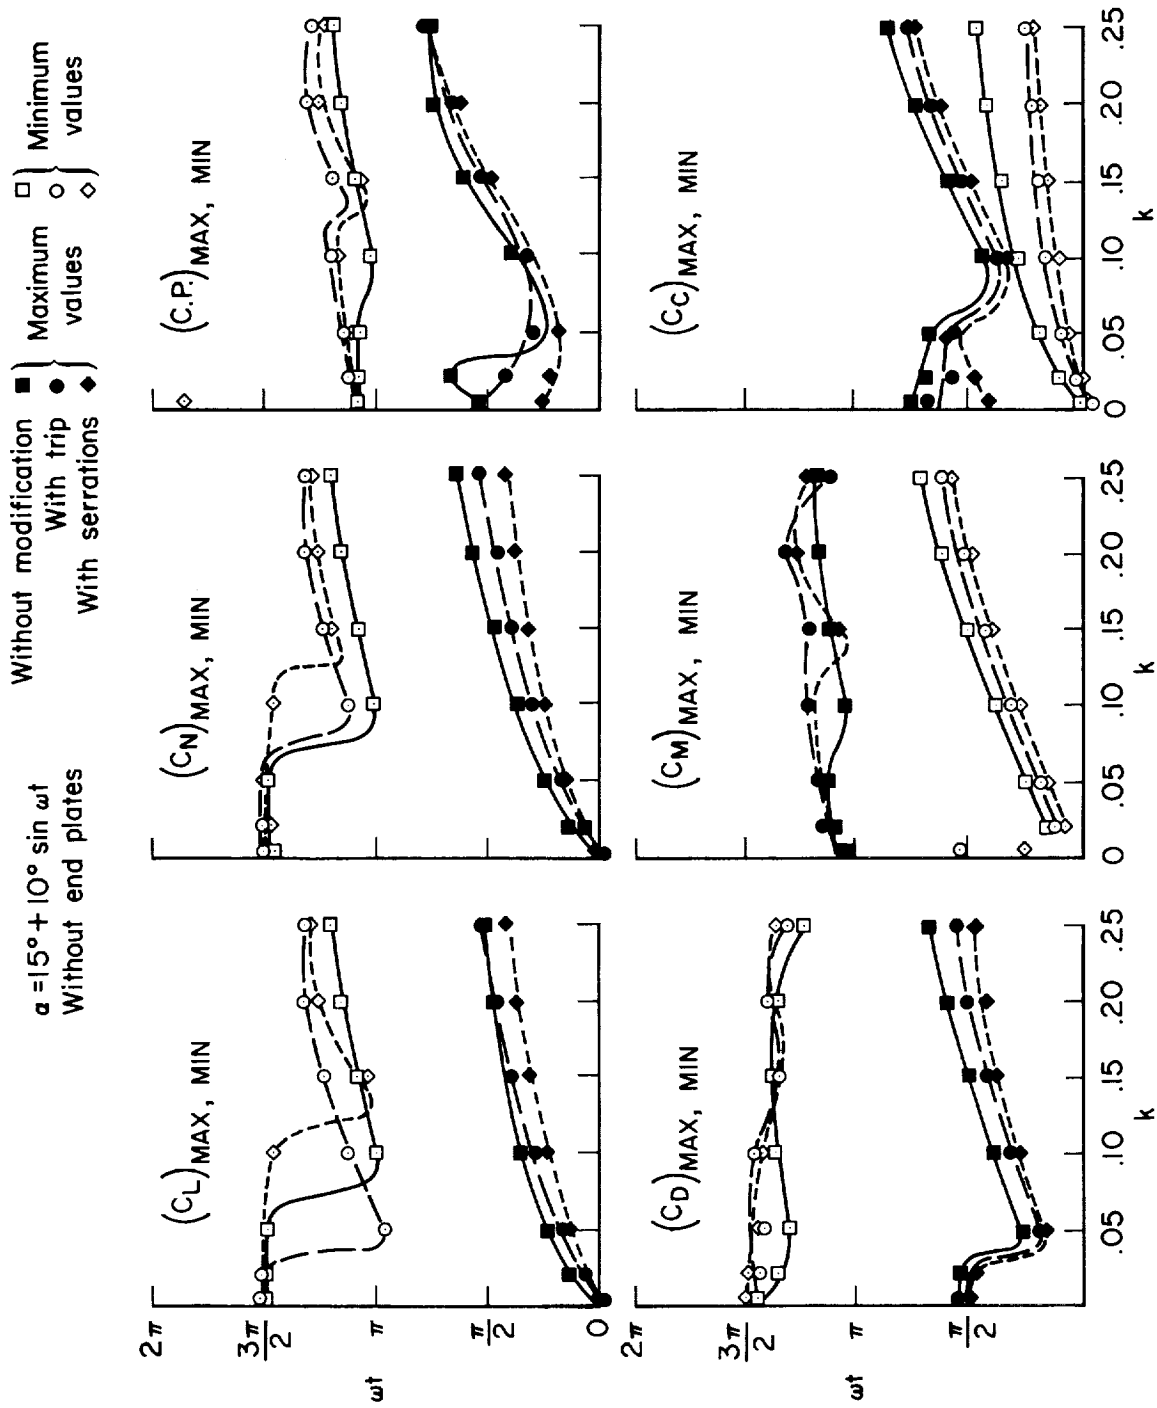 α = 15° + 10° sin ωt
Without end plates
Without modification
With trip
With serrations
Maximum values
Minimum values
(C_L)MAX, MIN
(C_N)MAX, MIN
(C.P.)MAX, MIN
2π
3π/2
ωt
π
π/2
0
(C_D)MAX, MIN
(C_M)MAX, MIN
(C_C)MAX, MIN
2π
3π/2
ωt
π
π/2
.05 .10 .15 .20 .25
0 .05 .10 .15 .20 .25
0 .05 .10 .15 .20 .25
k
k
k